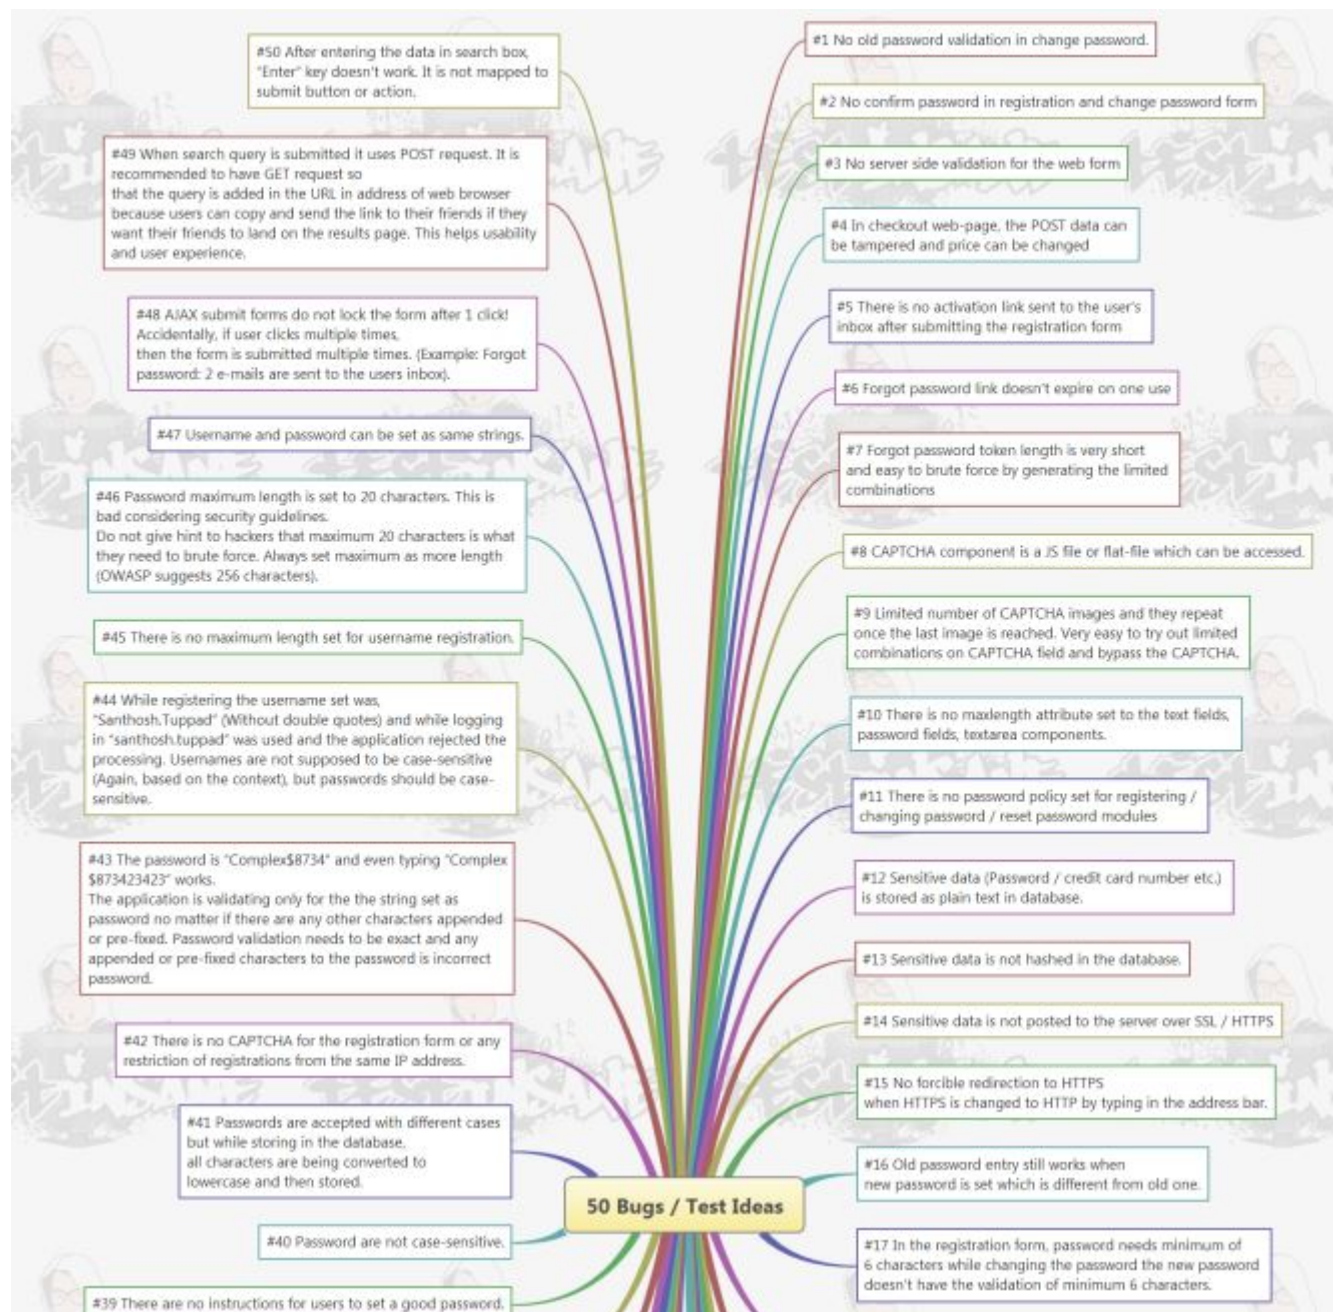 #50 After entering the data in search box,
"Enter" key doesn't work. It is not mapped to
submit button or action.
#49 When search query is submitted it uses POST request. It is
recommended to have GET request so
that the query is added in the URL in address of web browser
because users can copy and send the link to their friends if they
want their friends to land on the results page. This helps usability
and user experience.
#48 AJAX submit forms do not lock the form after 1 click!
Accidentally, if user clicks multiple times,
then the form is submitted multiple times. (Example: Forgot
password: 2 e-mails are sent to the users inbox).
#47 Username and password can be set as same strings.
#46 Password maximum length is set to 20 characters. This is
bad considering security guidelines.
Do not give hint to hackers that maximum 20 characters is what
they need to brute force. Always set maximum as more length
(OWASP suggests 256 characters).
#45 There is no maximum length set for username registration.
#44 While registering the username set was,
"Santhosh.Tuppad" (Without double quotes) and while logging
in "santhosh.tuppad" was used and the application rejected the
processing. Usernames are not supposed to be case-sensitive
(Again, based on the context), but passwords should be case-
sensitive.
#43 The password is "Complex$8734" and even typing "Complex
$873423423" works.
The application is validating only for the the string set as
password no matter if there are any other characters appended
or pre-fixed. Password validation needs to be exact and any
appended or pre-fixed characters to the password is incorrect
password.
#42 There is no CAPTCHA for the registration form or any
restriction of registrations from the same IP address.
#41 Passwords are accepted with different cases
but while storing in the database,
all characters are being converted to
lowercase and then stored.
#40 Password are not case-sensitive.
#39 There are no instructions for users to set a good password.
50 Bugs / Test Ideas
#1 No old password validation in change password.
#2 No confirm password in registration and change password form
#3 No server side validation for the web form
#4 In checkout web-page, the POST data can
be tampered and price can be changed
#5 There is no activation link sent to the user's
inbox after submitting the registration form
#6 Forgot password link doesn't expire on one use
#7 Forgot password token length is very short
and easy to brute force by generating the limited
combinations
#8 CAPTCHA component is a JS file or flat-file which can be accessed.
#9 Limited number of CAPTCHA images and they repeat
once the last image is reached. Very easy to try out limited
combinations on CAPTCHA field and bypass the CAPTCHA.
#10 There is no maxlength attribute set to the text fields,
password fields, textarea components.
#11 There is no password policy set for registering /
changing password / reset password modules
#12 Sensitive data (Password / credit card number etc.)
is stored as plain text in database.
#13 Sensitive data is not hashed in the database.
#14 Sensitive data is not posted to the server over SSL / HTTPS
#15 No forcible redirection to HTTPS
when HTTPS is changed to HTTP by typing in the address bar.
#16 Old password entry still works when
new password is set which is different from old one.
#17 In the registration form, password needs minimum of
6 characters while changing the password the new password
doesn't have the validation of minimum 6 characters.